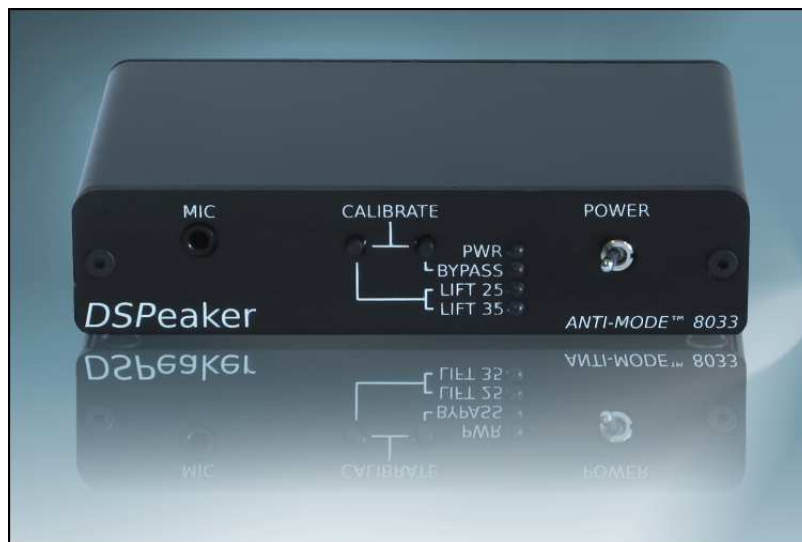 MIC
CALIBRATE
POWER
PWR
BYPASS
LIFT 25
LIFT 35
DSPeaker
ANTI-MODE™ 8033